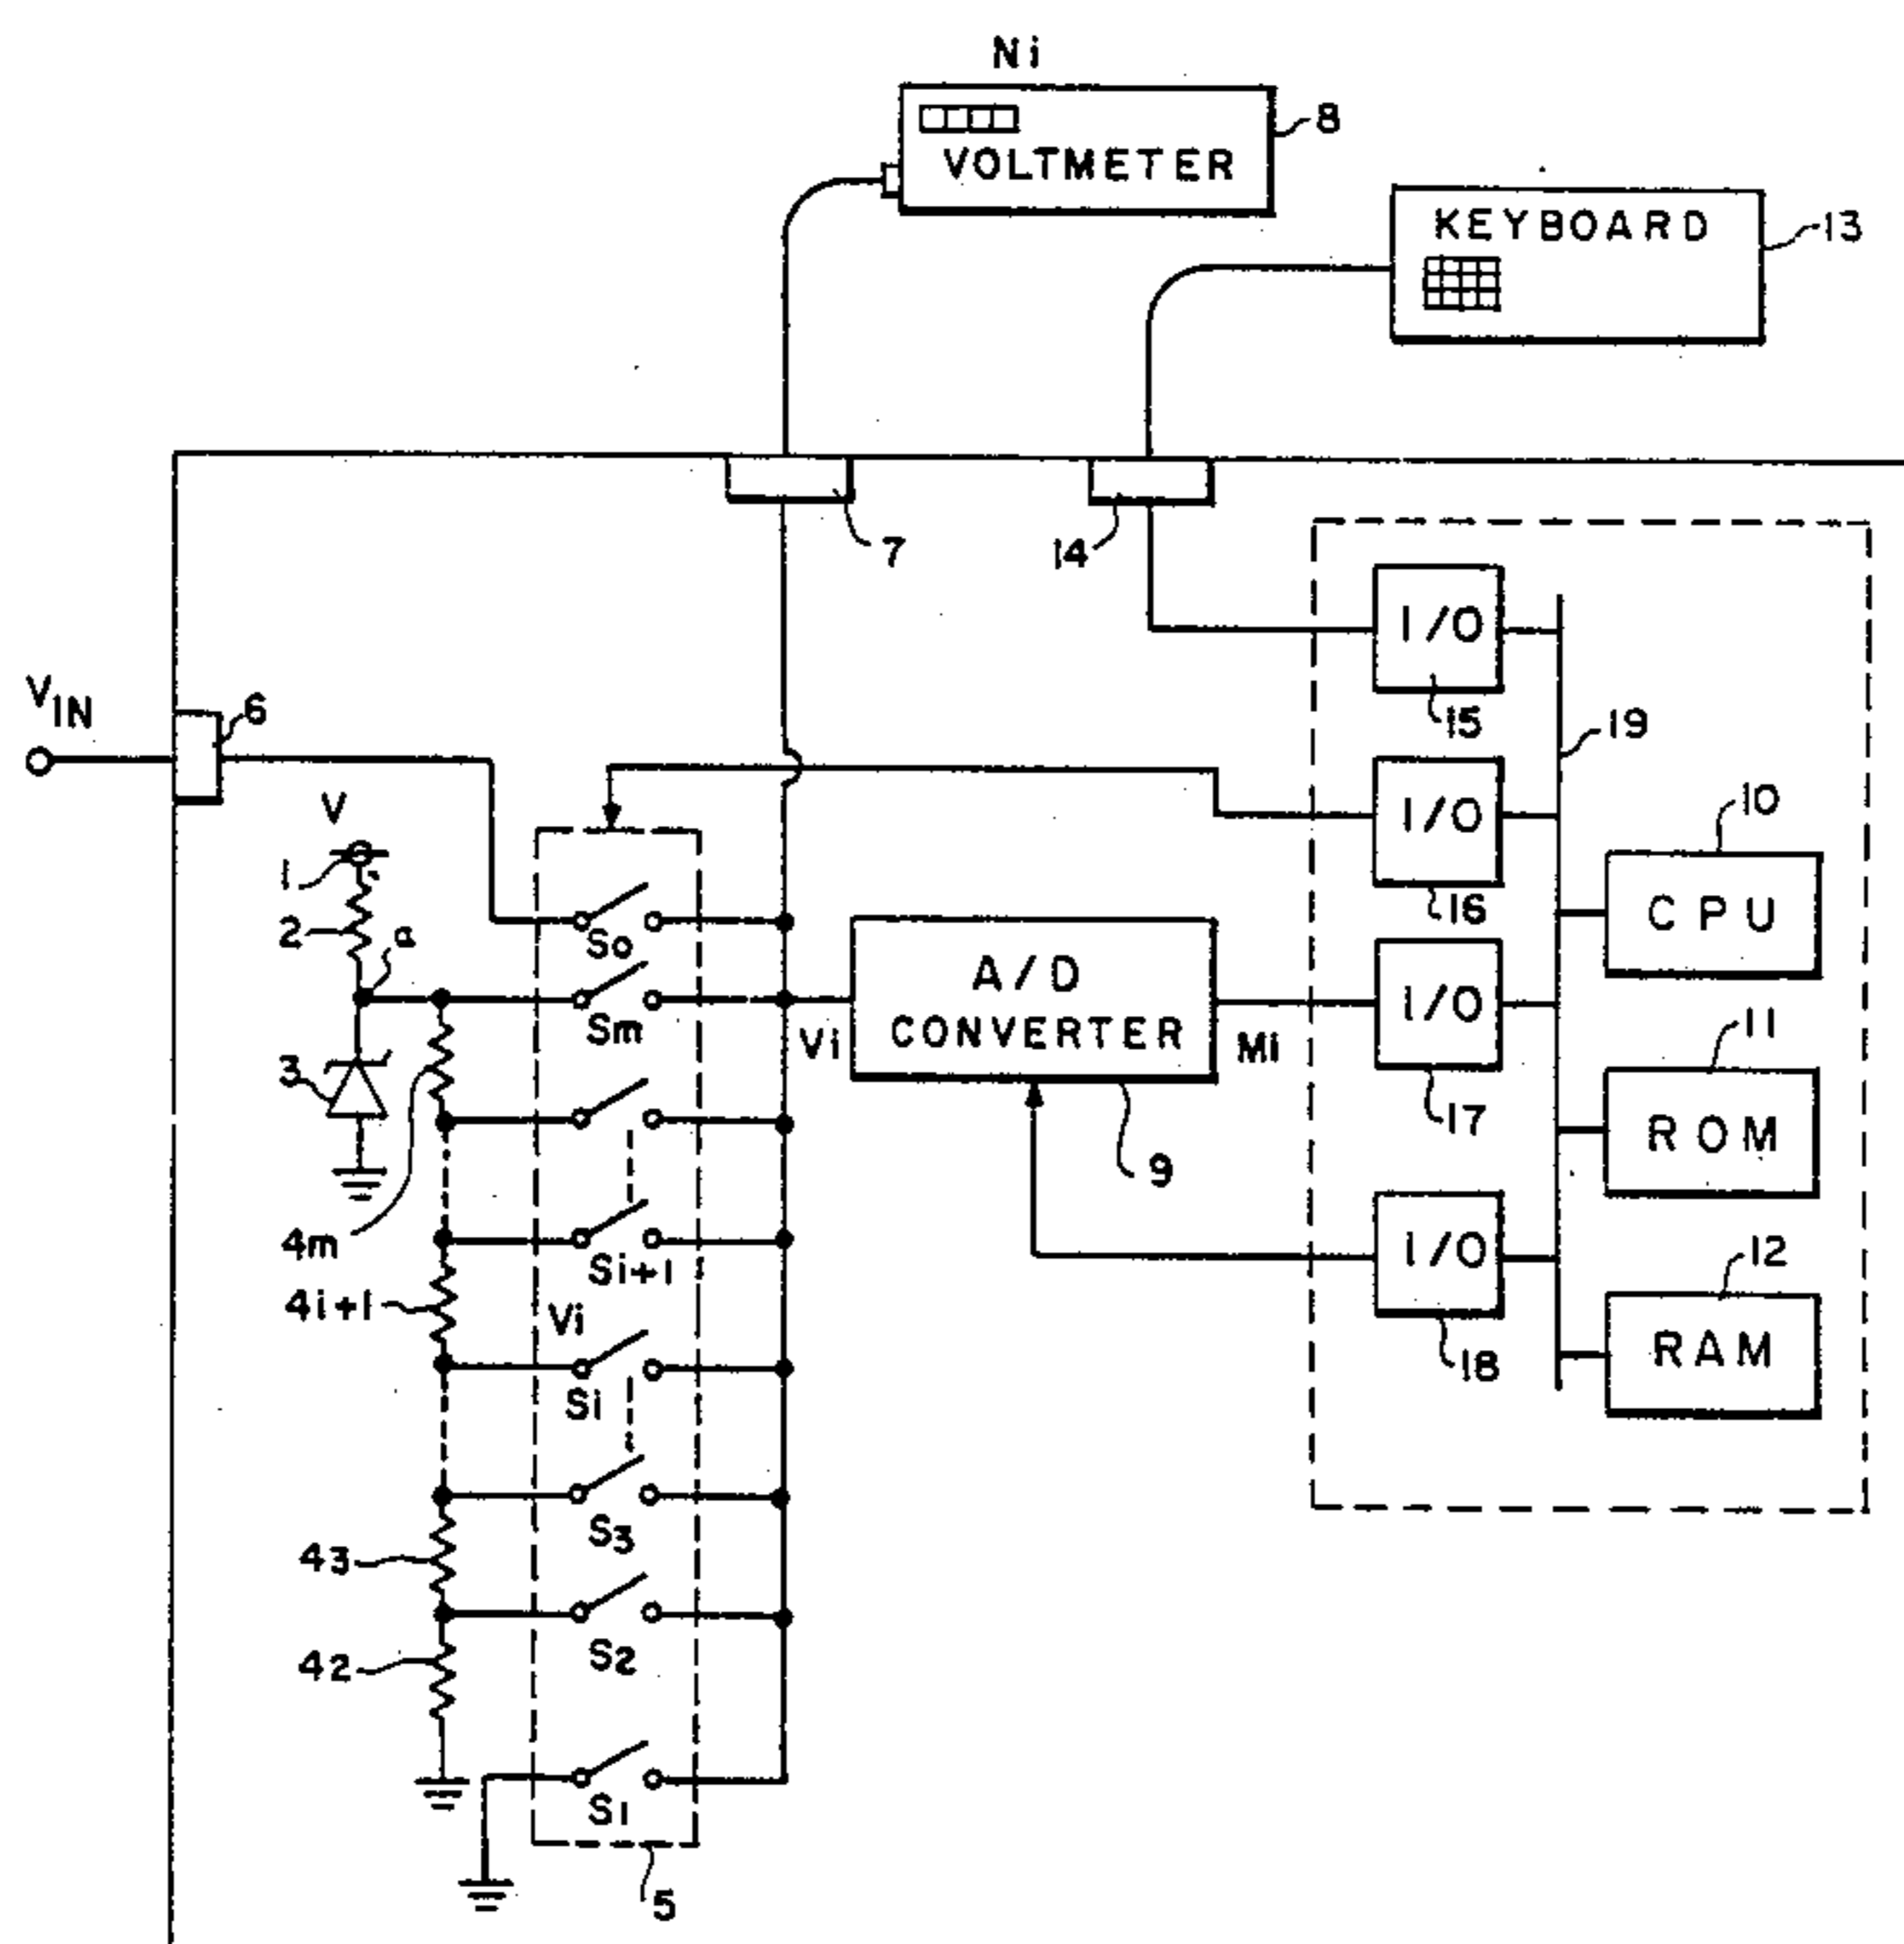 Ni
8
VOLTMETER
KEYBOARD
13
7
14
I/O
15
19
VIN
6
V
I/O
16
10
CPU
1
2
a
So
Sm
Vi
A/D
CONVERTER
Mi
I/O
17
11
ROM
3
9
4m
Si+1
4i+1
Vi
I/O
18
12
RAM
Si
S3
43
S2
42
S1
5